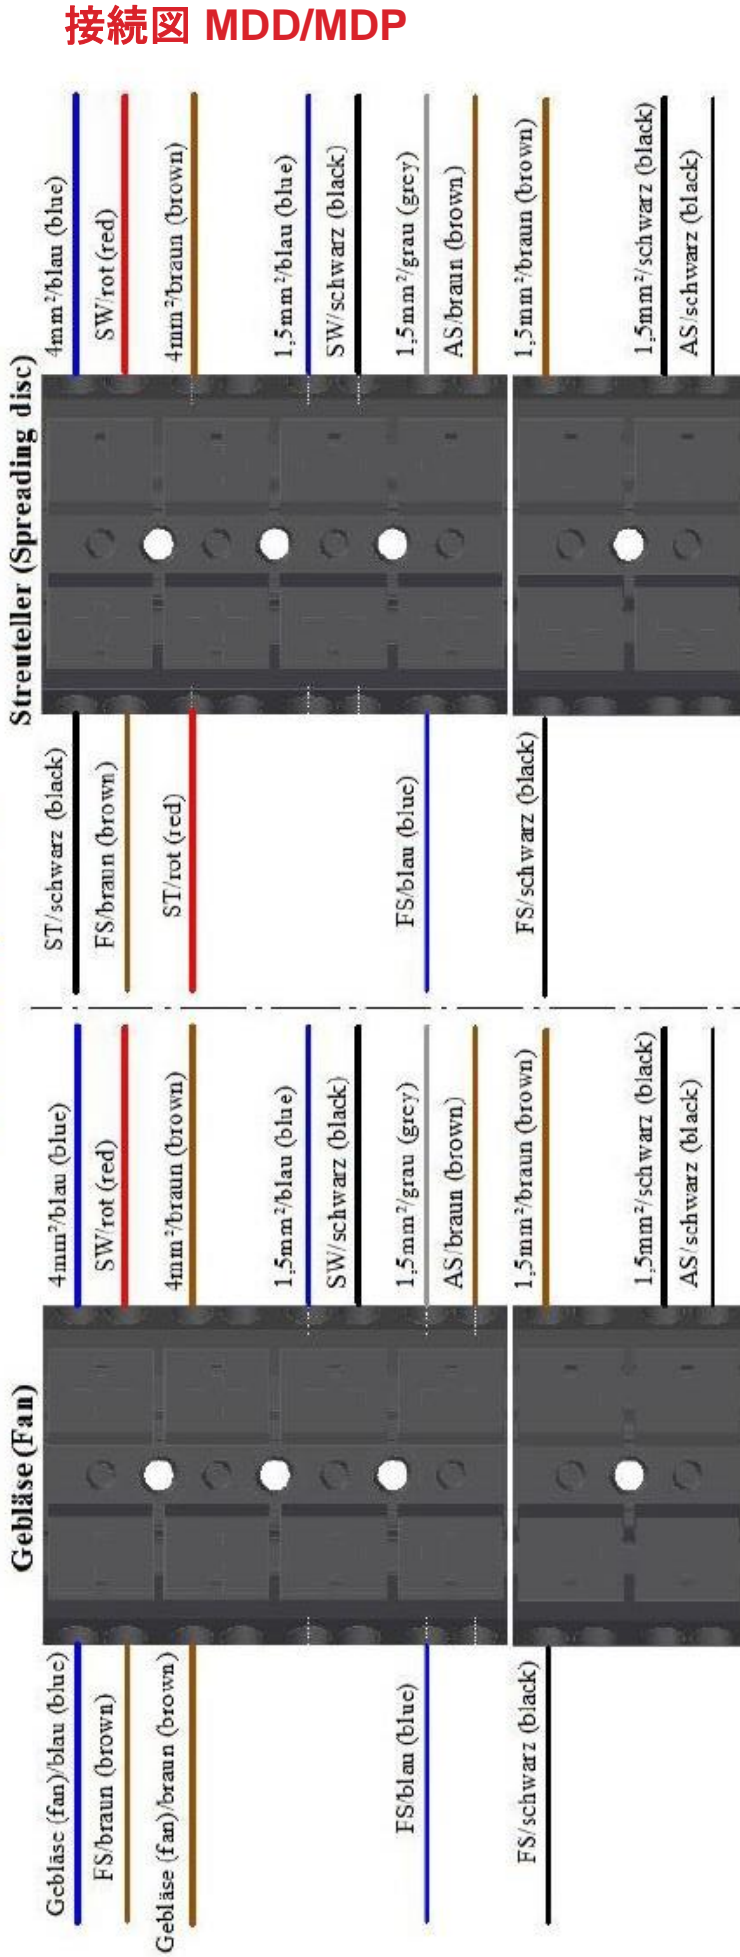 接続図 MDD/MDP
Streuteller (Spreading disc)
4mm²/blau (blue)
SW/rot (red)
4mm²/braun (brown)
1,5mm²/blau (blue)
SW/schwarz (black)
1,5mm²/grau (grey)
AS/braun (brown)
1,5mm²/braun (brown)
1,5mm²/schwarz (black)
AS/schwarz (black)
ST/schwarz (black)
FS/braun (brown)
ST/rot (red)
FS/blau (blue)
FS/schwarz (black)
Gebläse (Fan)
4mm²/blau (blue)
SW/rot (red)
4mm²/braun (brown)
1,5mm²/blau (blue)
SW/schwarz (black)
1,5mm²/grau (grey)
AS/braun (brown)
1,5mm²/braun (brown)
1,5mm²/schwarz (black)
AS/schwarz (black)
Gebläse (fan)/blau (blue)
FS/braun (brown)
Gebläse (fan)/braun (brown)
FS/blau (blue)
FS/schwarz (black)